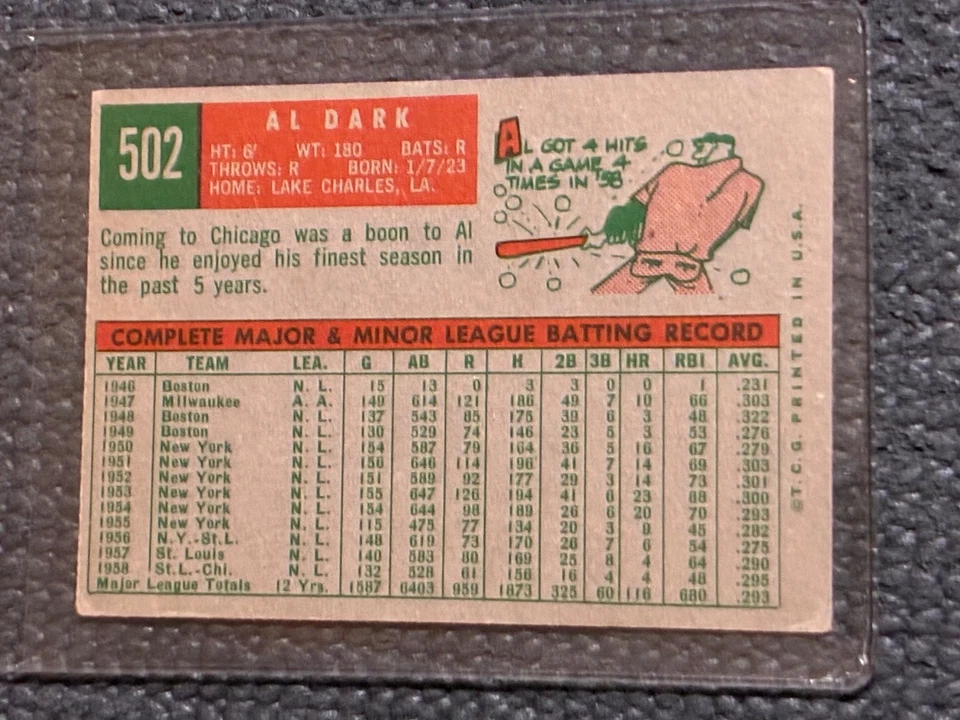 502
AL DARK
HT: 6' WT: 180 BATS: R
THROWS: R BORN: 1/7/23
HOME: LAKE CHARLES, LA.
AL GOT 4 HITS
IN A GAME 4
TIMES IN '58
Coming to Chicago was a boon to Al
since he enjoyed his finest season in
the past 5 years.
COMPLETE MAJOR & MINOR LEAGUE BATTING RECORD
YEAR TEAM LEA. G AB R H 2B 3B HR RBI AVG.
1946 Boston N. L. 15 13 0 3 3 0 0 1 .231
1947 Milwaukee A. A. 149 614 121 186 49 7 10 66 .303
1948 Boston N. L. 137 543 85 175 39 6 3 48 .322
1949 Boston N. L. 130 529 74 146 23 5 3 53 .276
1950 New York N. L. 154 587 79 164 36 5 16 67 .279
1951 New York N. L. 156 646 114 196 41 7 14 69 .303
1952 New York N. L. 151 589 92 177 29 3 14 73 .301
1953 New York N. L. 155 647 126 194 41 6 23 88 .300
1954 New York N. L. 154 644 98 189 26 6 20 70 .293
1955 New York N. L. 115 475 77 134 20 3 9 45 .282
1956 N.Y.-St.L. N. L. 148 619 73 170 26 7 6 54 .275
1957 St. Louis N. L. 140 583 80 169 25 8 4 64 .290
1958 St.L.-Chi. N. L. 132 528 61 156 16 4 4 48 .295
Major League Totals 12 Yrs. 1587 6403 959 1873 325 60 116 680 .293
©T. C. G. PRINTED IN U.S.A.